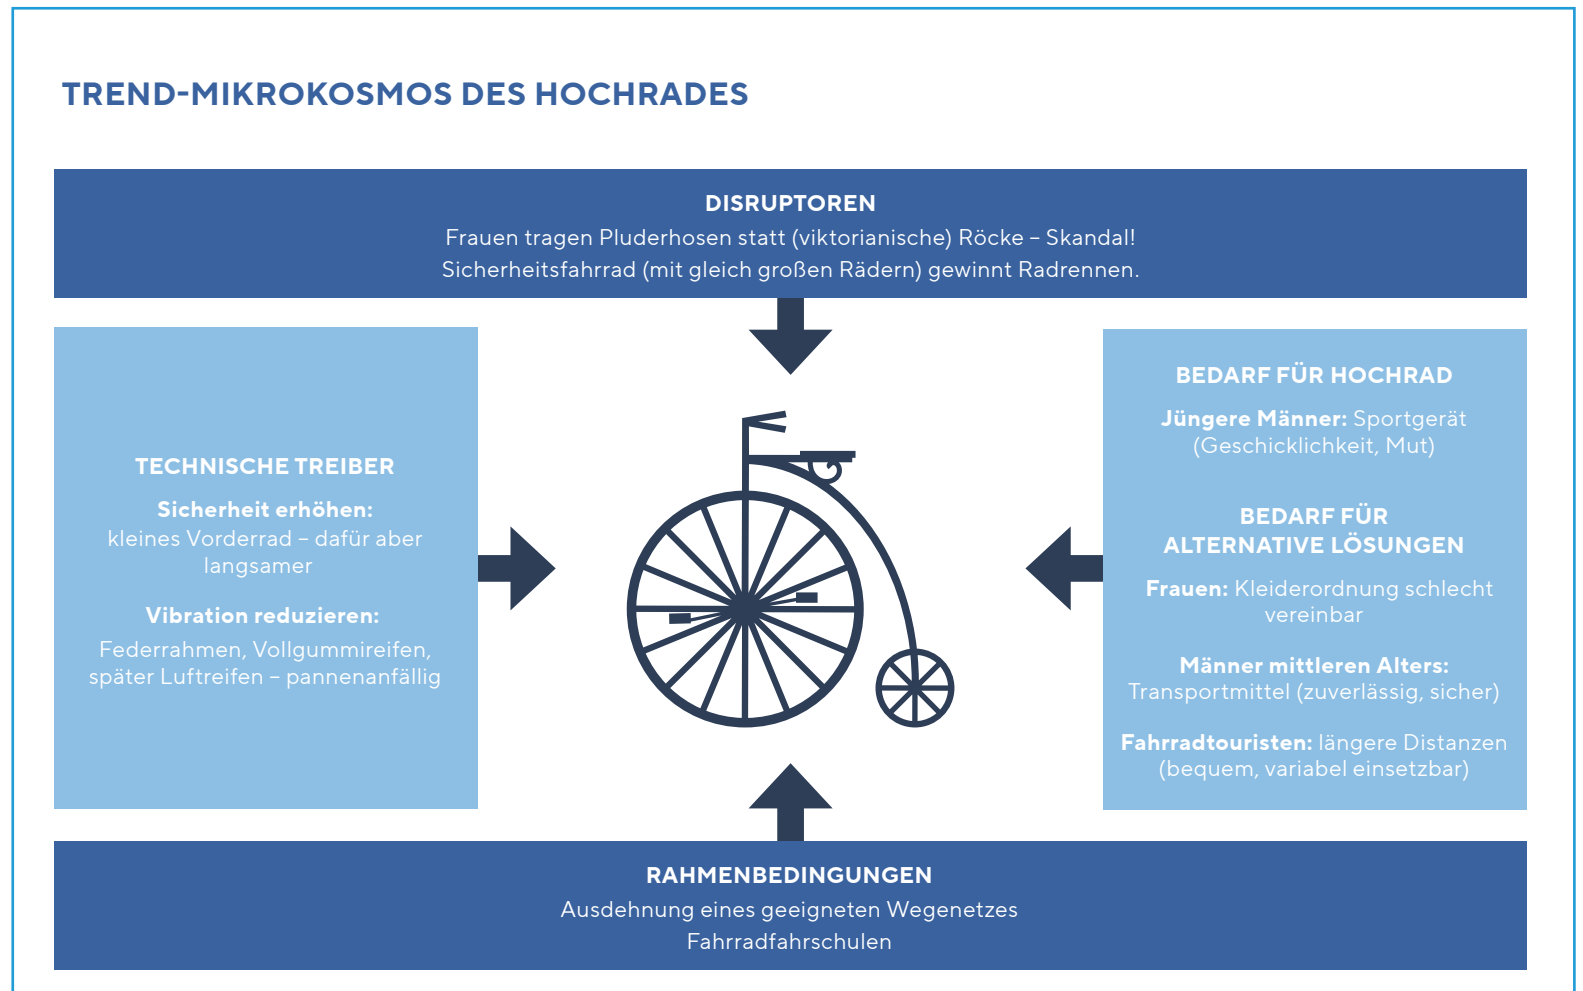 TREND-MIKROKOSMOS DES HOCHRADES
DISRUPTOREN
Frauen tragen Pluderhosen statt (viktorianische) Röcke – Skandal!
Sicherheitsfahrrad (mit gleich großen Rädern) gewinnt Radrennen.
TECHNISCHE TREIBER
Sicherheit erhöhen:
kleines Vorderrad – dafür aber
langsamer
Vibration reduzieren:
Federrahmen, Vollgummireifen,
später Luftreifen – pannenanfällig
BEDARF FÜR HOCHRAD
Jüngere Männer: Sportgerät
(Geschicklichkeit, Mut)
BEDARF FÜR
ALTERNATIVE LÖSUNGEN
Frauen: Kleiderordnung schlecht
vereinbar
Männer mittleren Alters:
Transportmittel (zuverlässig, sicher)
Fahrradtouristen: längere Distanzen
(bequem, variabel einsetzbar)
RAHMENBEDINGUNGEN
Ausdehnung eines geeigneten Wegenetzes
Fahrradfahrschulen